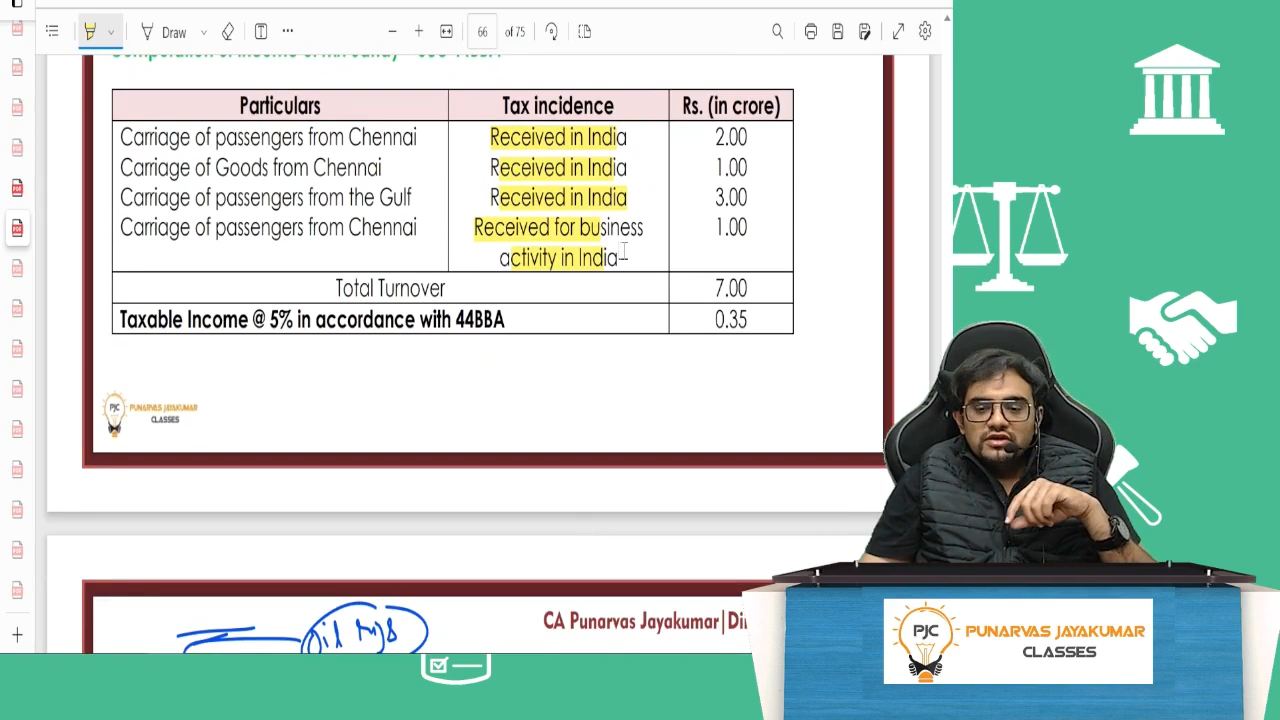 Draw
66
of 75
Particulars
Tax incidence
Rs. (in crore)
Carriage of passengers from Chennai
Received in India
2.00
Carriage of Goods from Chennai
Received in India
1.00
Carriage of passengers from the Gulf
Received in India
3.00
Carriage of passengers from Chennai
Received for business
activity in India
1.00
Total Turnover
7.00
Taxable Income @ 5% in accordance with 44BBA
0.35
PJC
PUNARVAS JAYAKUMAR
CLASSES
CA Punarvas Jayakumar|Di
PJC
PUNARVAS JAYAKUMAR
CLASSES